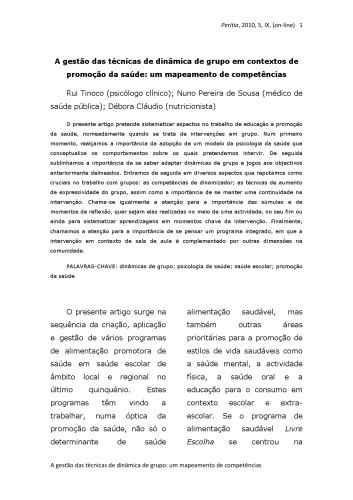 Peritia, 2010, 5, IX, (on-line) 1
A gestão das técnicas de dinâmica de grupo em contextos de
promoção da saúde: um mapeamento de competências
Rui Tinoco (psicólogo clínico); Nuno Pereira de Sousa (médico de
saúde pública); Débora Cláudio (nutricionista)
O presente artigo pretende sistematizar aspectos no trabalho de educação e promoção
da saúde, nomeadamente quando se trata de intervenções em grupo. Num primeiro
momento, realçamos a importância da adopção de um modelo da psicologia da saúde que
conceptualize os comportamentos sobre os quais pretendemos intervir. De seguida
sublinhamos a importância de se saber adaptar dinâmicas de grupo e jogos aos objectivos
anteriormente delineados. Entramos de seguida em diversos aspectos que reputamos como
cruciais no trabalho com grupos: as competências do dinamizador; as técnicas de aumento
de expressividade do grupo, assim como a importância de se manter uma continuidade na
intervenção. Chama-se igualmente a atenção para a importância das súmulas e de
momentos de reflexão, quer sejam elas realizadas no meio de uma actividade, no seu fim ou
ainda para sistematizar aprendizagens em momentos chave da intervenção. Finalmente,
chamamos a atenção para a importância de se pensar um programa integrado, em que a
intervenção em contexto de sala de aula é complementado por outras dimensões na
comunidade.
PALAVRAS-CHAVE: dinâmicas de grupo; psicologia da saúde; saúde escolar; promoção
da saúde
O presente artigo surge na
sequência da criação, aplicação
e gestão de vários programas
de alimentação promotora de
saúde em saúde escolar de
âmbito local e regional no
último quinquénio. Estes
programas têm vindo a
trabalhar, numa óptica da
promoção da saúde, não só o
determinante de saúde
alimentação saudável, mas
também outras áreas
prioritárias para a promoção de
estilos de vida saudáveis como
a saúde mental, a actividade
física, a saúde oral e a
educação para o consumo em
contexto escolar e extra-
escolar. Se o programa de
alimentação saudável Livre
Escolha se centrou na
A gestão das técnicas de dinâmica de grupo: um mapeamento de competências